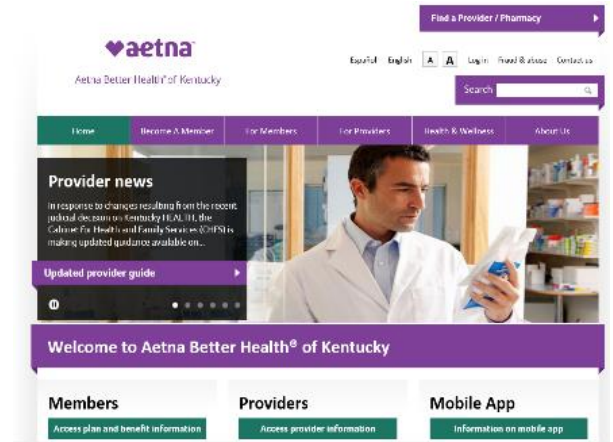 Find a Provider / Pharmacy
aetna
Aetna Better Health® of Kentucky
Español English A A Login Fraud & abuse Contact us
Search
Home Become A Member For Members For Providers Health & Wellness About Us
Provider news
In response to changes resulting from the recent
judicial decision on Kentucky HEALTH, the
Cabinet for Health and Family Services (CHFS) is
making updated guidance available on...
Updated provider guide
Welcome to Aetna Better Health® of Kentucky
Members Providers Mobile App
Access plan and benefit information Access provider information Information on mobile app